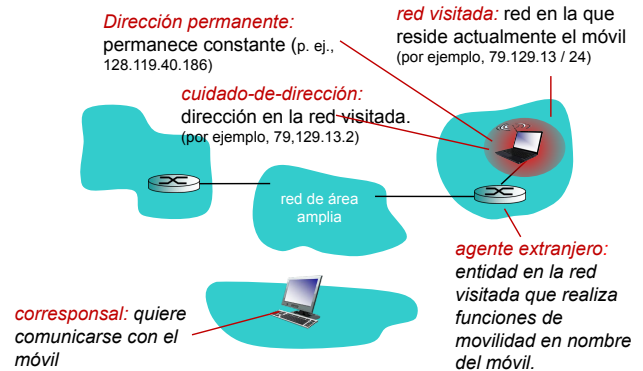 Dirección permanente:
permanece constante (p. ej.,
128.119.40.186)
red visitada: red en la que
reside actualmente el móvil
(por ejemplo, 79.129.13 / 24)
cuidado-de-dirección:
dirección en la red visitada.
(por ejemplo, 79,129.13.2)
red de área
amplia
agente extranjero:
entidad en la red
visitada que realiza
funciones de
movilidad en nombre
del móvil.
corresponsal: quiere
comunicarse con el
móvil